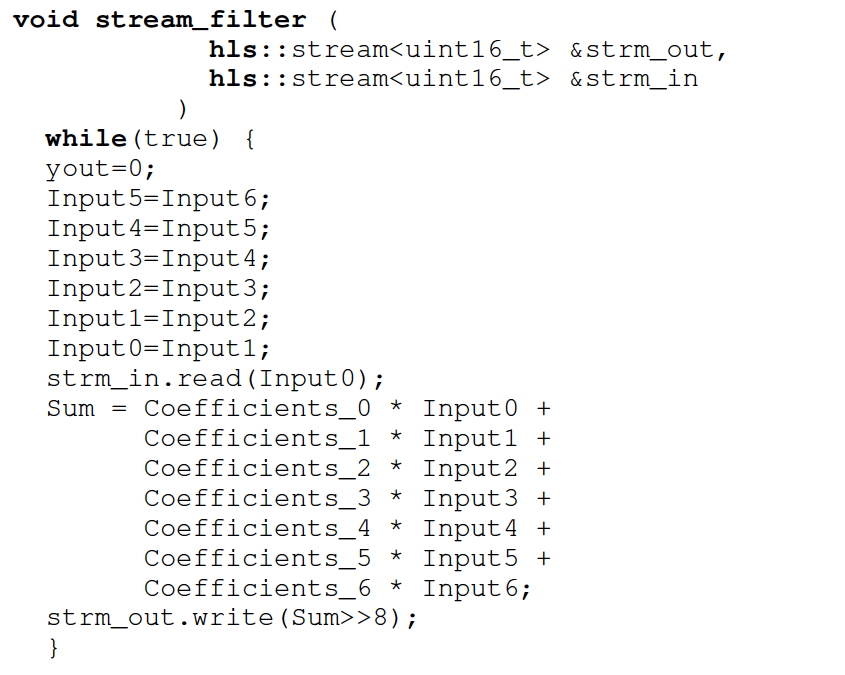 void stream_filter (
hls::stream<uint16_t> &strm_out,
hls::stream<uint16_t> &strm_in
)
while(true) {
yout=0;
Input5=Input6;
Input4=Input5;
Input3=Input4;
Input2=Input3;
Input1=Input2;
Input0=Input1;
strm_in.read(Input0);
Sum = Coefficients_0 * Input0 +
Coefficients_1 * Input1 +
Coefficients_2 * Input2 +
Coefficients_3 * Input3 +
Coefficients_4 * Input4 +
Coefficients_5 * Input5 +
Coefficients_6 * Input6;
strm_out.write(Sum>>8);
}